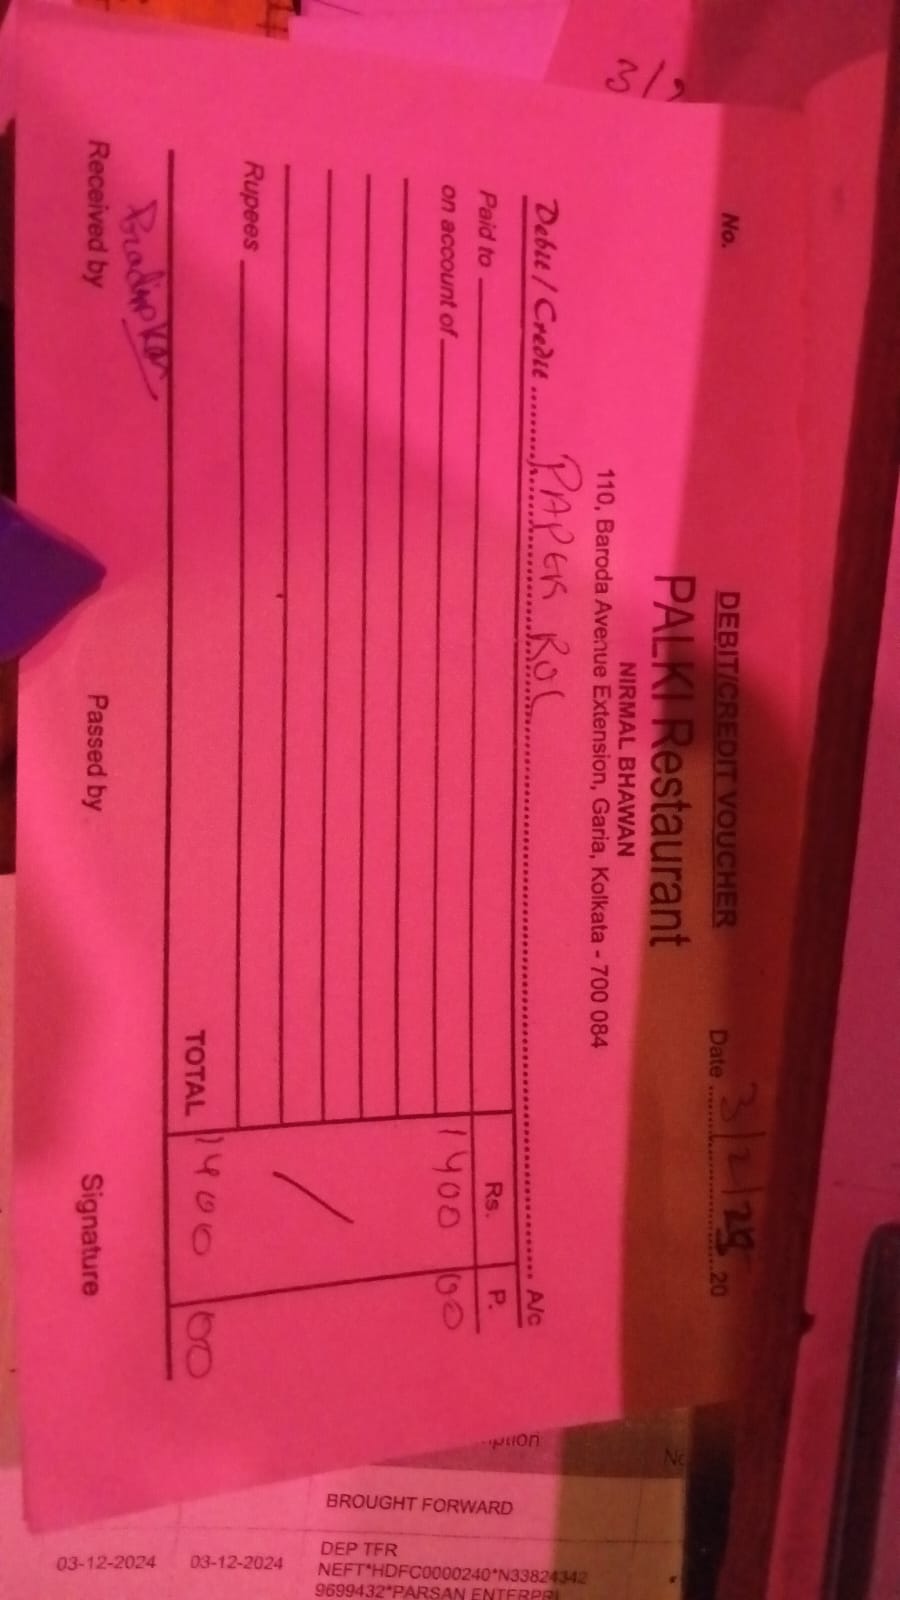 3/2
No.
DEBIT/CREDIT VOUCHER
Date 3/2/25 20
PALKI Restaurant
NIRMAL BHAWAN
110, Baroda Avenue Extension, Garia, Kolkata - 700 084
Debit / Credit PAPER ROL A/c
Rs. P.
Paid to
on account of 1400 00
Rupees
TOTAL 1400 00
Received by Passed by Signature
BROUGHT FORWARD
03-12-2024 03-12-2024 DEP TFR
NEFT*HDFC0000240*N33824342
9699432*PARSAN ENTERPRI